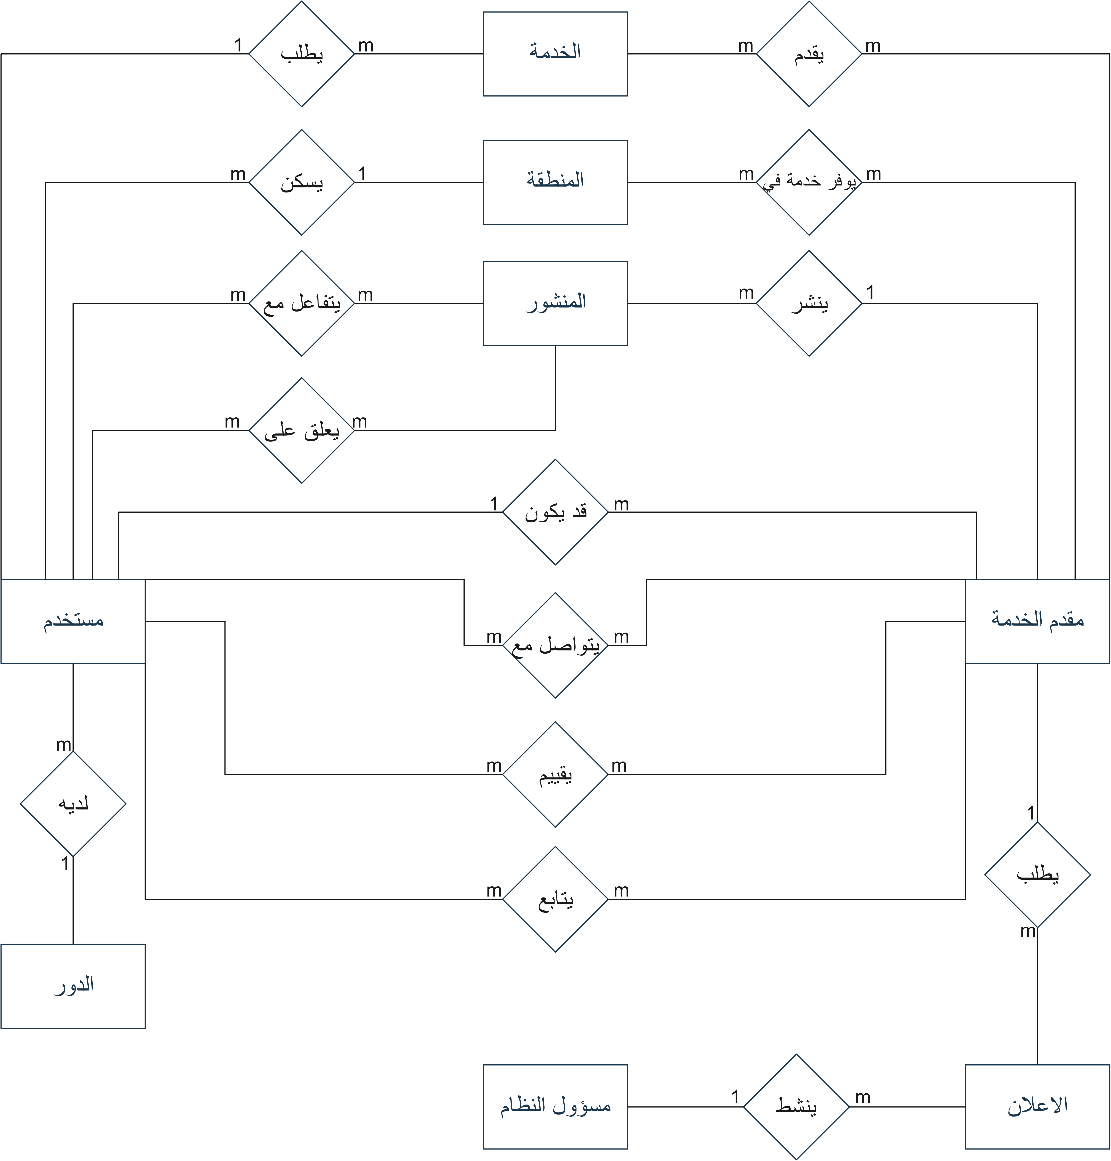 1 يطلب m الخدمة m يقدم m
m يسكن 1 المنطقة m يوفر خدمة في m
m يتفاعل مع m المنشور m ينشر 1
m يعلق على m
1 قد يكون m
مستخدم m يتواصل مع m مقدم الخدمة
m يقييم m
m
لديه
1
m يتابع m
1
يطلب
m
الدور
مسؤول النظام 1 ينشط m الاعلان